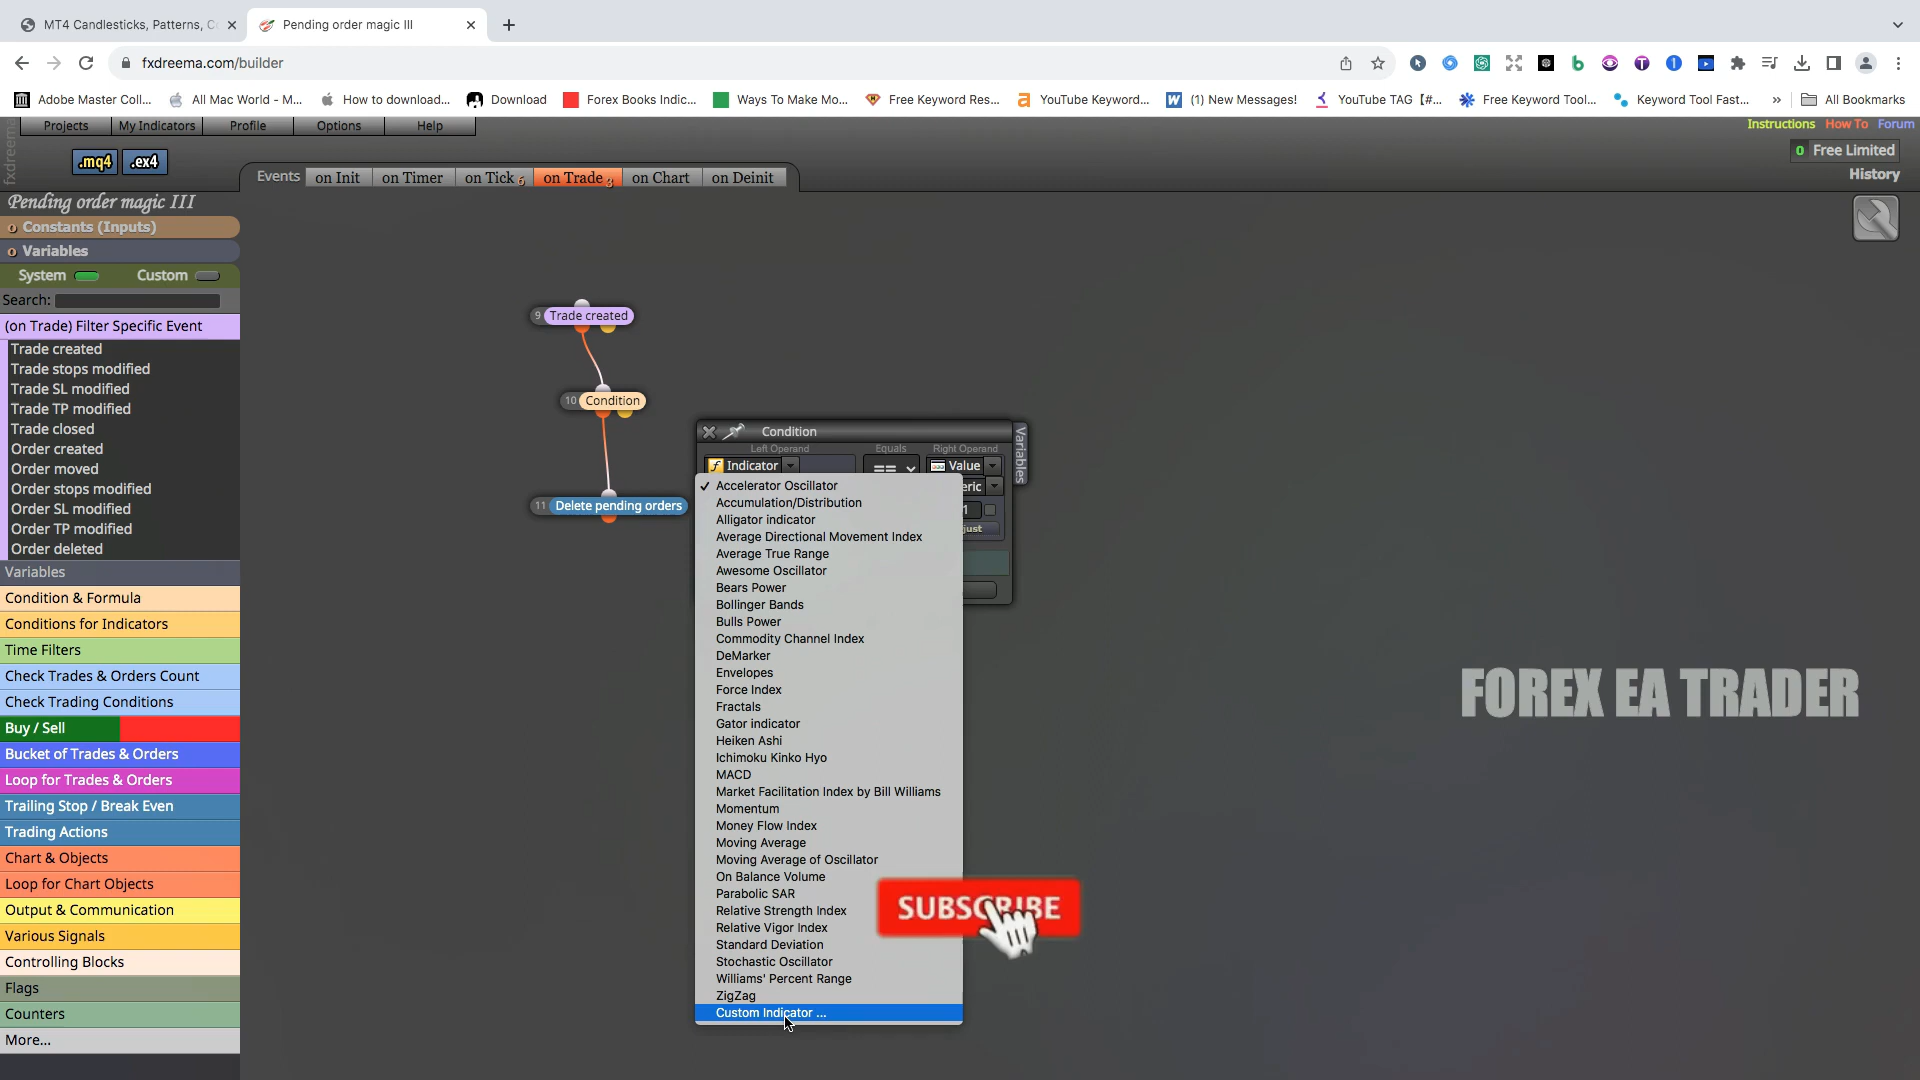 MT4 Candlesticks, Patterns, C
Pending order magic III
fxdreema.com/builder
Adobe Master Coll...
All Mac World - M...
How to download...
Download
Forex Books Indic...
Ways To Make Mo...
Free Keyword Res...
YouTube Keyword...
(1) New Messages!
YouTube TAG【#...
Free Keyword Tool...
Keyword Tool Fast...
»
All Bookmarks
Projects
My Indicators
Profile
Options
Help
Instructions How To Forum
fxdreema
.mq4 .ex4
0 Free Limited
Events
on Init
on Timer
on Tick 6
on Trade 3
on Chart
on Deinit
History
Pending order magic III
Constants (Inputs)
Variables
System
Custom
Search:
(on Trade) Filter Specific Event
Trade created
Trade stops modified
Trade SL modified
Trade TP modified
Trade closed
Order created
Order moved
Order stops modified
Order SL modified
Order TP modified
Order deleted
Variables
Condition & Formula
Conditions for Indicators
Time Filters
Check Trades & Orders Count
Check Trading Conditions
Buy / Sell
Bucket of Trades & Orders
Loop for Trades & Orders
Trailing Stop / Break Even
Trading Actions
Chart & Objects
Loop for Chart Objects
Output & Communication
Various Signals
Controlling Blocks
Flags
Counters
More...
9 Trade created
10 Condition
11 Delete pending orders
Condition
Left Operand
Equals
Right Operand
Indicator
==
Value
Variables
eric
1
just
Accelerator Oscillator
Accumulation/Distribution
Alligator indicator
Average Directional Movement Index
Average True Range
Awesome Oscillator
Bears Power
Bollinger Bands
Bulls Power
Commodity Channel Index
DeMarker
Envelopes
Force Index
Fractals
Gator indicator
Heiken Ashi
Ichimoku Kinko Hyo
MACD
Market Facilitation Index by Bill Williams
Momentum
Money Flow Index
Moving Average
Moving Average of Oscillator
On Balance Volume
Parabolic SAR
Relative Strength Index
Relative Vigor Index
Standard Deviation
Stochastic Oscillator
Williams' Percent Range
ZigZag
Custom Indicator ...
SUBSCRIBE
FOREX EA TRADER